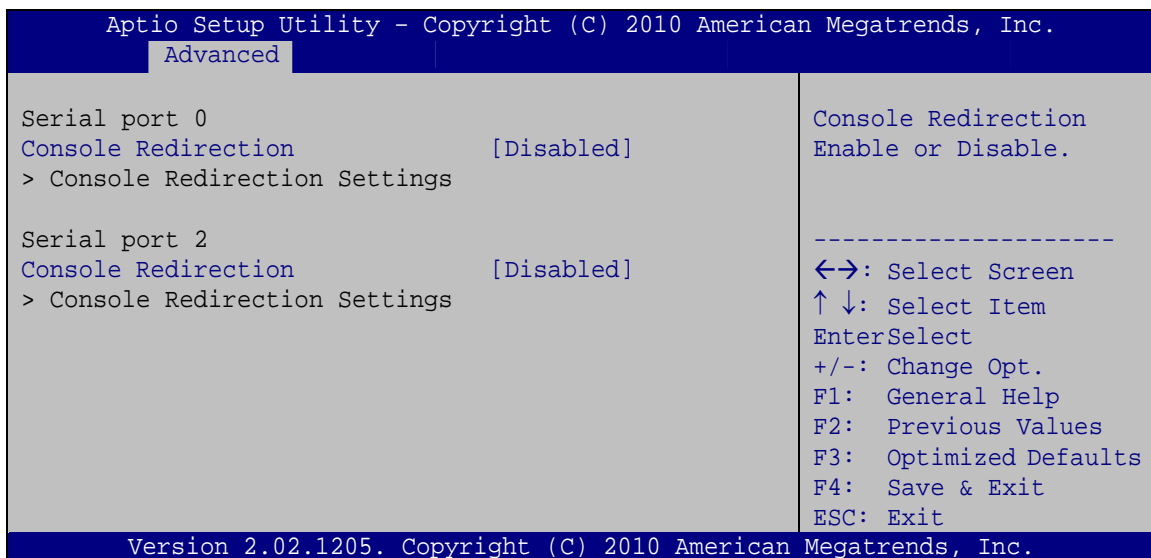 Aptio Setup Utility – Copyright (C) 2010 American Megatrends, Inc.
Advanced
Serial port 0
Console Redirection [Disabled]
> Console Redirection Settings
Serial port 2
Console Redirection [Disabled]
> Console Redirection Settings
Console Redirection
Enable or Disable.
---------------------
←→: Select Screen
↑ ↓: Select Item
EnterSelect
+/-: Change Opt.
F1: General Help
F2: Previous Values
F3: Optimized Defaults
F4: Save & Exit
ESC: Exit
Version 2.02.1205. Copyright (C) 2010 American Megatrends, Inc.